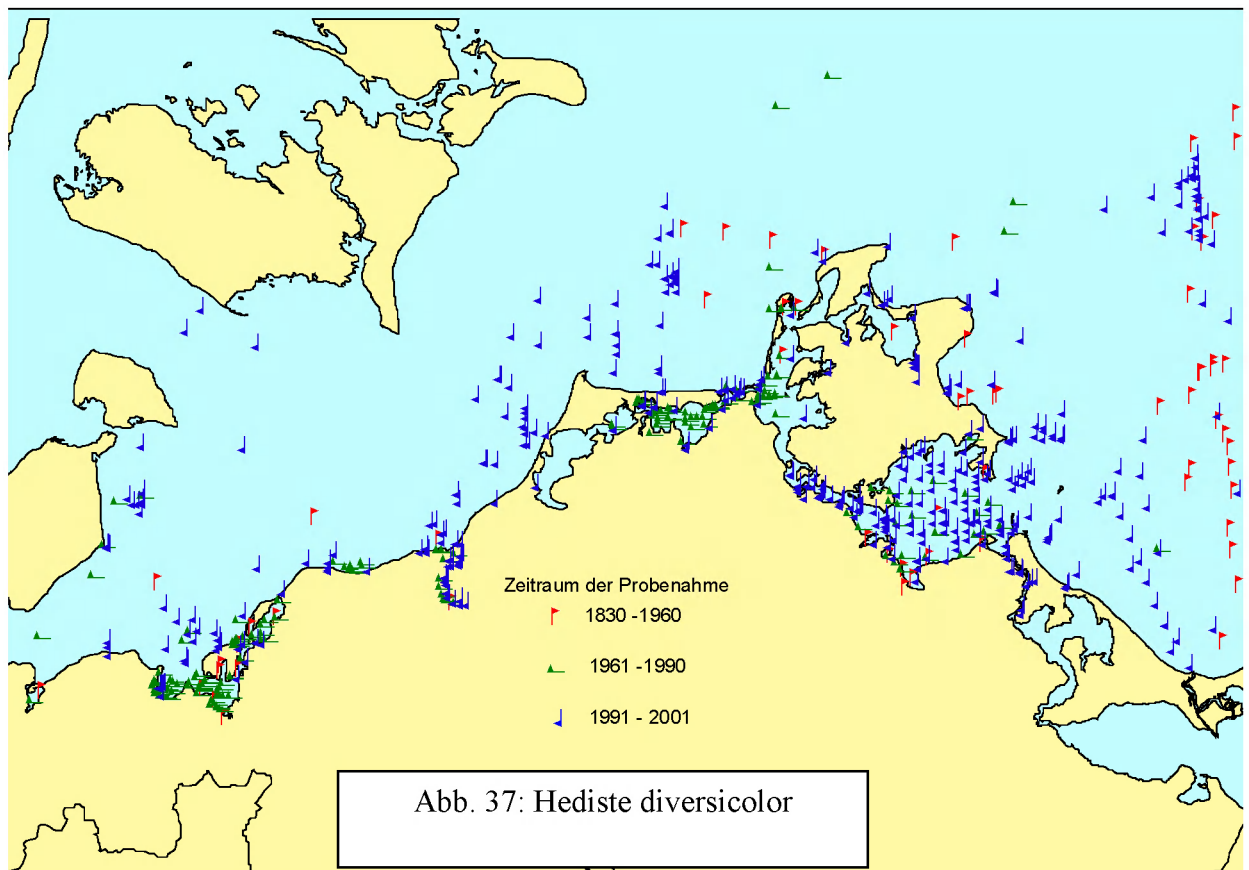 Zeitraum der Probenahme
1830 -1960
1961 -1990
1991 - 2001
Abb. 37: Hediste diversicolor